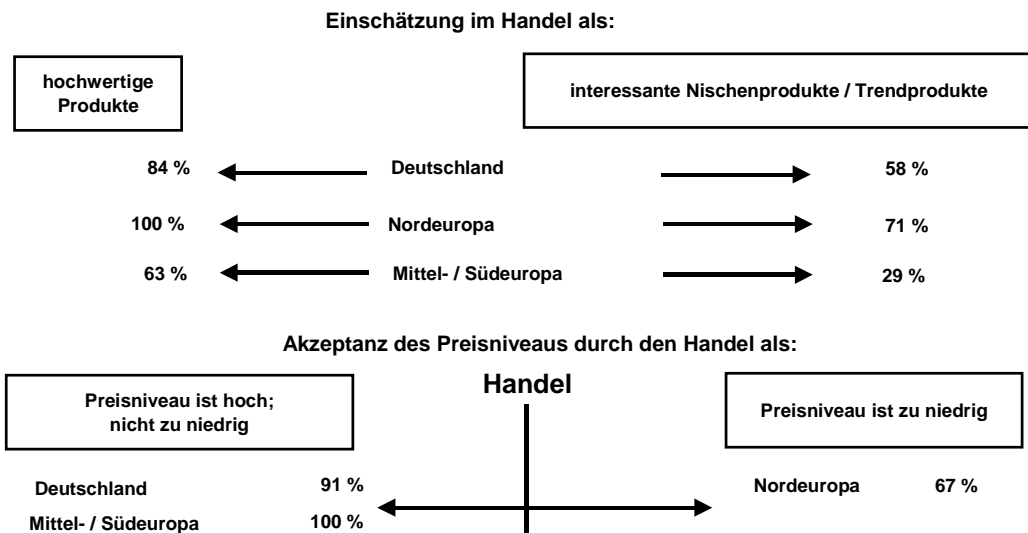 Einschätzung im Handel als:
hochwertige
Produkte
interessante Nischenprodukte / Trendprodukte
84 % Deutschland 58 %
100 % Nordeuropa 71 %
63 % Mittel- / Südeuropa 29 %
Akzeptanz des Preisniveaus durch den Handel als:
Handel
Preisniveau ist hoch;
nicht zu niedrig
Preisniveau ist zu niedrig
Deutschland 91 %
Mittel- / Südeuropa 100 %
Nordeuropa 67 %